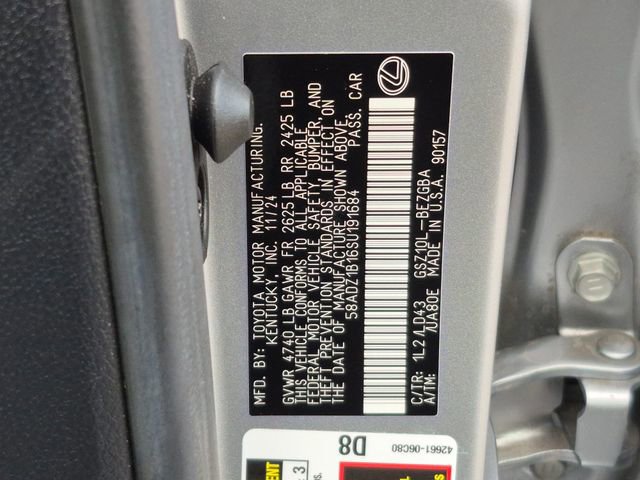 MFD. BY: TOYOTA MOTOR MANUFACTURING,
KENTUCKY, INC. 11/24
GVWR 4740 LB GAWR FR 2625 LB RR 2425 LB
THIS VEHICLE CONFORMS TO ALL APPLICABLE
FEDERAL MOTOR VEHICLE SAFETY, BUMPER, AND
THEFT PREVENTION STANDARDS IN EFFECT ON
THE DATE OF MANUFACTURE SHOWN ABOVE.
58ADZ1B16SU191684 PASS. CAR
C/TR: 1L2 /LD43 GSZ10L-BEZGBA
A/TM: /UA80E MADE IN U.S.A. 90157
D8
42661-06C80
3